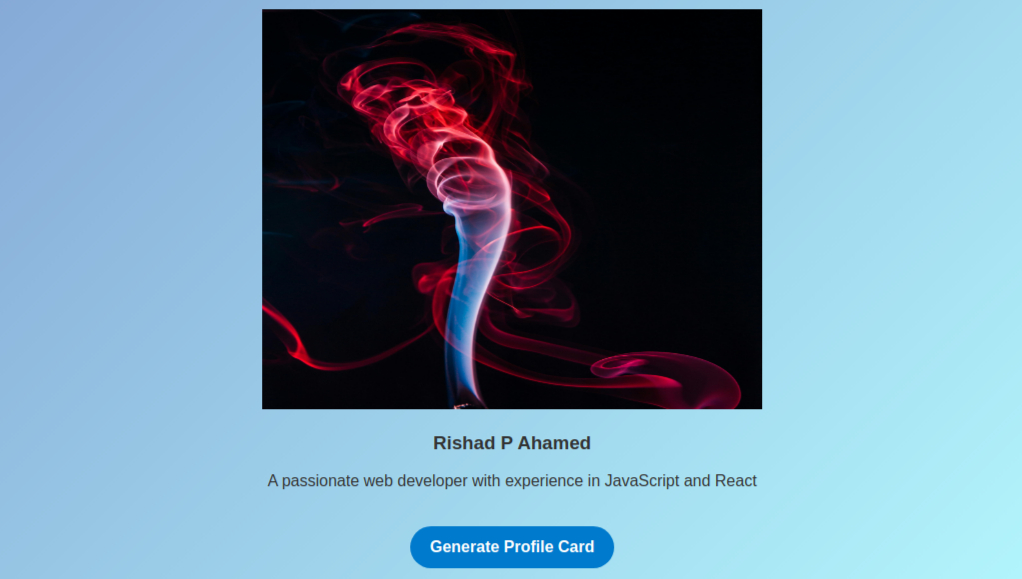 Rishad P Ahamed
A passionate web developer with experience in JavaScript and React
Generate Profile Card